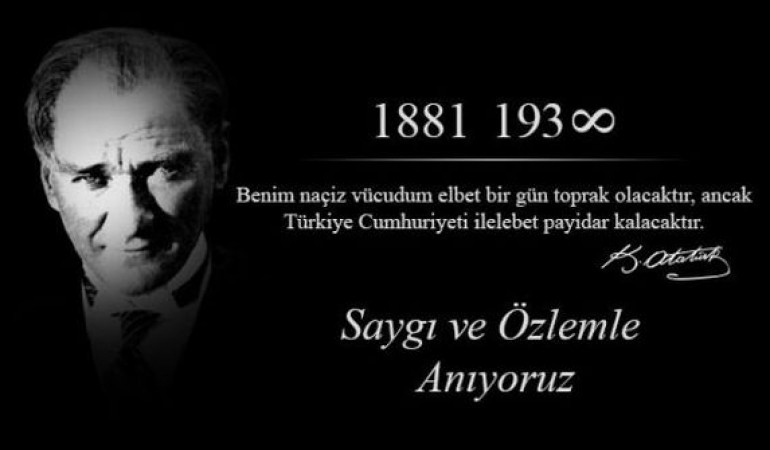 1881 193∞
Benim naçiz vücudum elbet bir gün toprak olacaktır, ancak
Türkiye Cumhuriyeti ilelebet payidar kalacaktır.
K. Atatürk
Saygı ve Özlemle
Anıyoruz